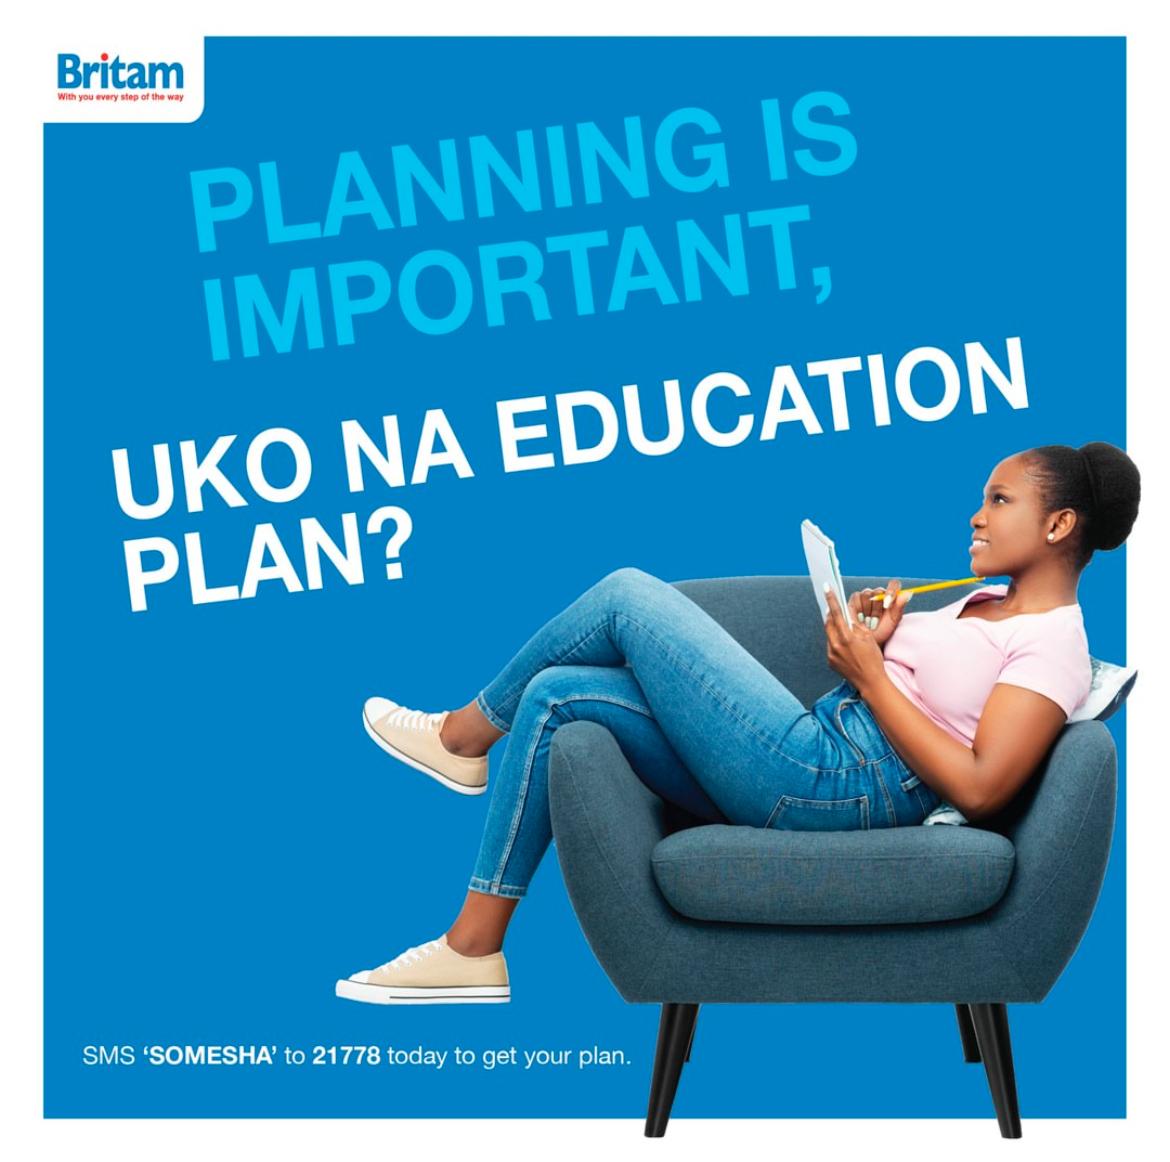 Britam
With you every step of the way
PLANNING IS
IMPORTANT,
UKO NA EDUCATION
PLAN?
SMS ‘SOMESHA’ to 21778 today to get your plan.